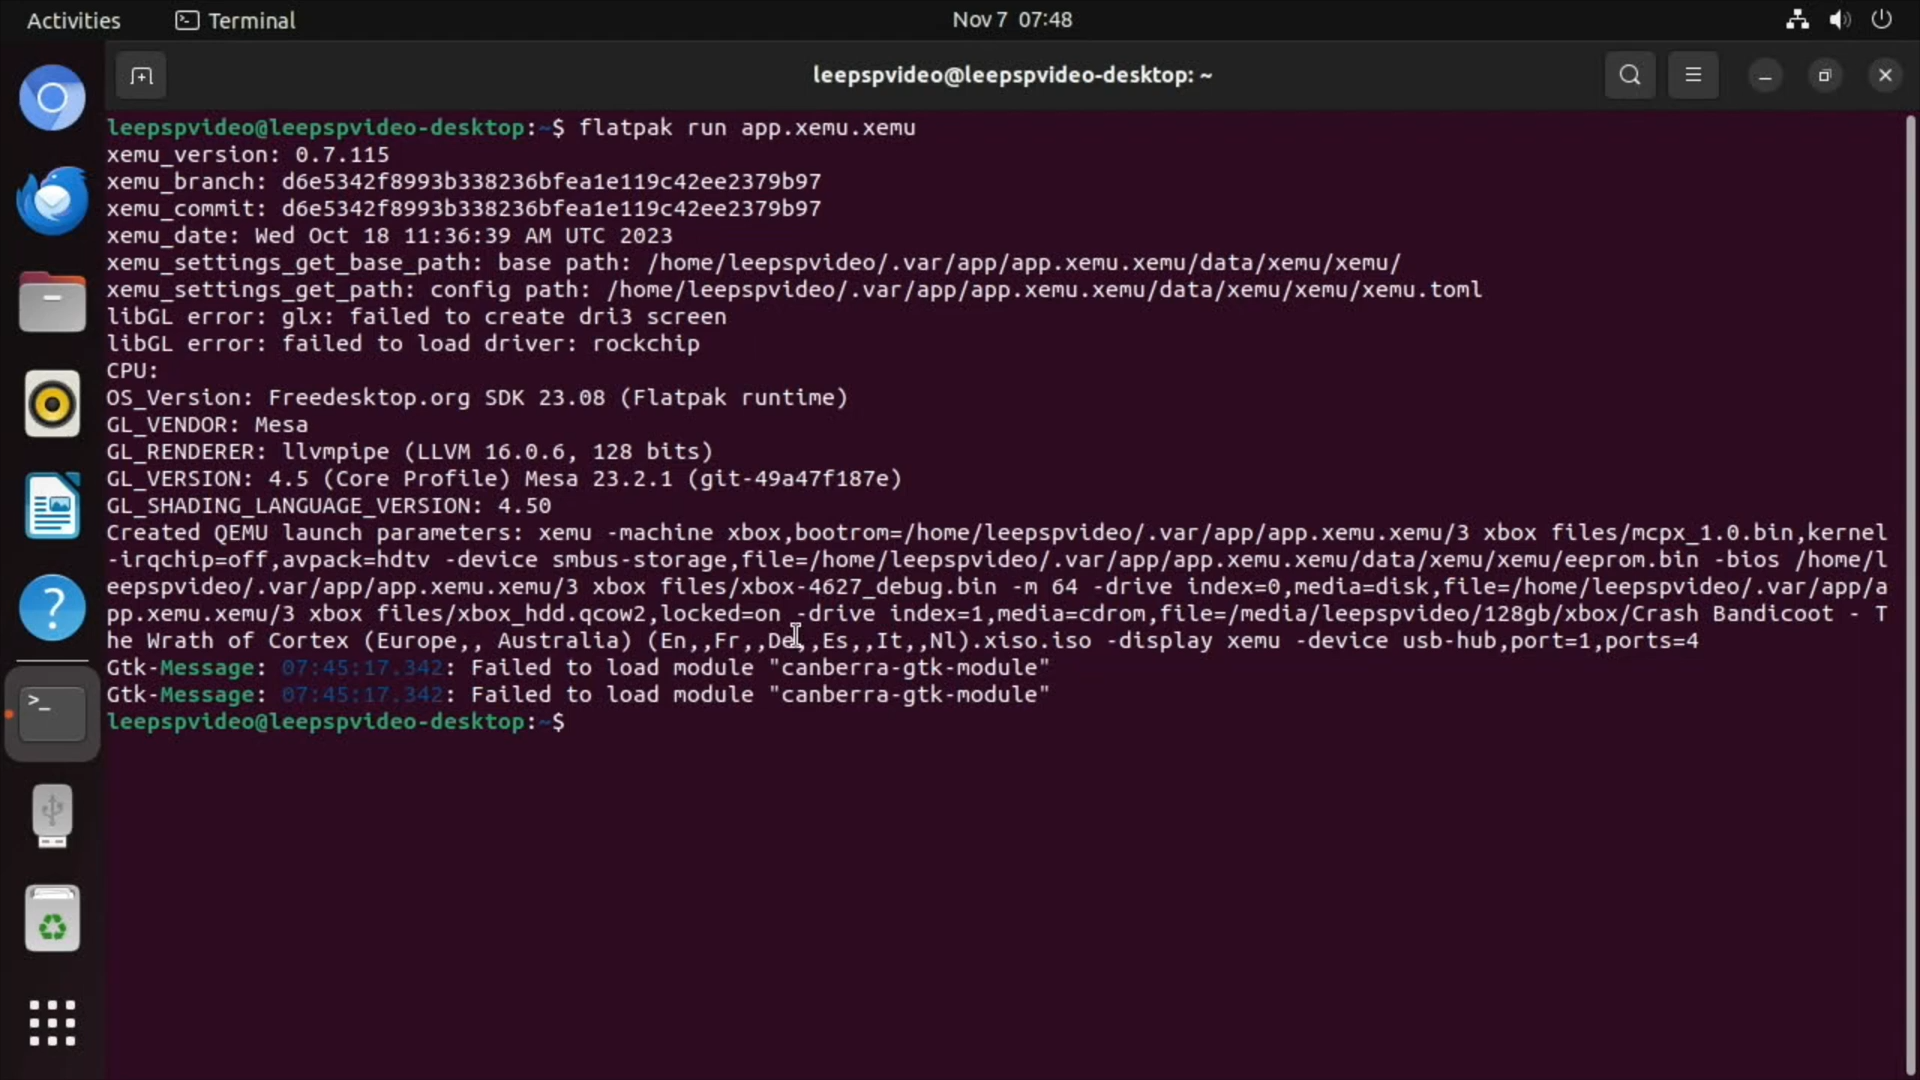 Activities Terminal Nov 7 07:48
leepspvideo@leepspvideo-desktop: ~
leepspvideo@leepspvideo-desktop:~$ flatpak run app.xemu.xemu
xemu_version: 0.7.115
xemu_branch: d6e5342f8993b338236bfea1e119c42ee2379b97
xemu_commit: d6e5342f8993b338236bfea1e119c42ee2379b97
xemu_date: Wed Oct 18 11:36:39 AM UTC 2023
xemu_settings_get_base_path: base path: /home/leepspvideo/.var/app/app.xemu.xemu/data/xemu/xemu/
xemu_settings_get_path: config path: /home/leepspvideo/.var/app/app.xemu.xemu/data/xemu/xemu/xemu.toml
libGL error: glx: failed to create dri3 screen
libGL error: failed to load driver: rockchip
CPU:
OS_Version: Freedesktop.org SDK 23.08 (Flatpak runtime)
GL_VENDOR: Mesa
GL_RENDERER: llvmpipe (LLVM 16.0.6, 128 bits)
GL_VERSION: 4.5 (Core Profile) Mesa 23.2.1 (git-49a47f187e)
GL_SHADING_LANGUAGE_VERSION: 4.50
Created QEMU launch parameters: xemu -machine xbox,bootrom=/home/leepspvideo/.var/app/app.xemu.xemu/3 xbox files/mcpx_1.0.bin,kernel
-irqchip=off,avpack=hdtv -device smbus-storage,file=/home/leepspvideo/.var/app/app.xemu.xemu/data/xemu/xemu/eeprom.bin -bios /home/l
eepspvideo/.var/app/app.xemu.xemu/3 xbox files/xbox-4627_debug.bin -m 64 -drive index=0,media=disk,file=/home/leepspvideo/.var/app/a
pp.xemu.xemu/3 xbox files/xbox_hdd.qcow2,locked=on -drive index=1,media=cdrom,file=/media/leepspvideo/128gb/xbox/Crash Bandicoot - T
he Wrath of Cortex (Europe,, Australia) (En,,Fr,,De,,Es,,It,,Nl).xiso.iso -display xemu -device usb-hub,port=1,ports=4
Gtk-Message: 07:45:17.342: Failed to load module "canberra-gtk-module"
Gtk-Message: 07:45:17.342: Failed to load module "canberra-gtk-module"
leepspvideo@leepspvideo-desktop:~$